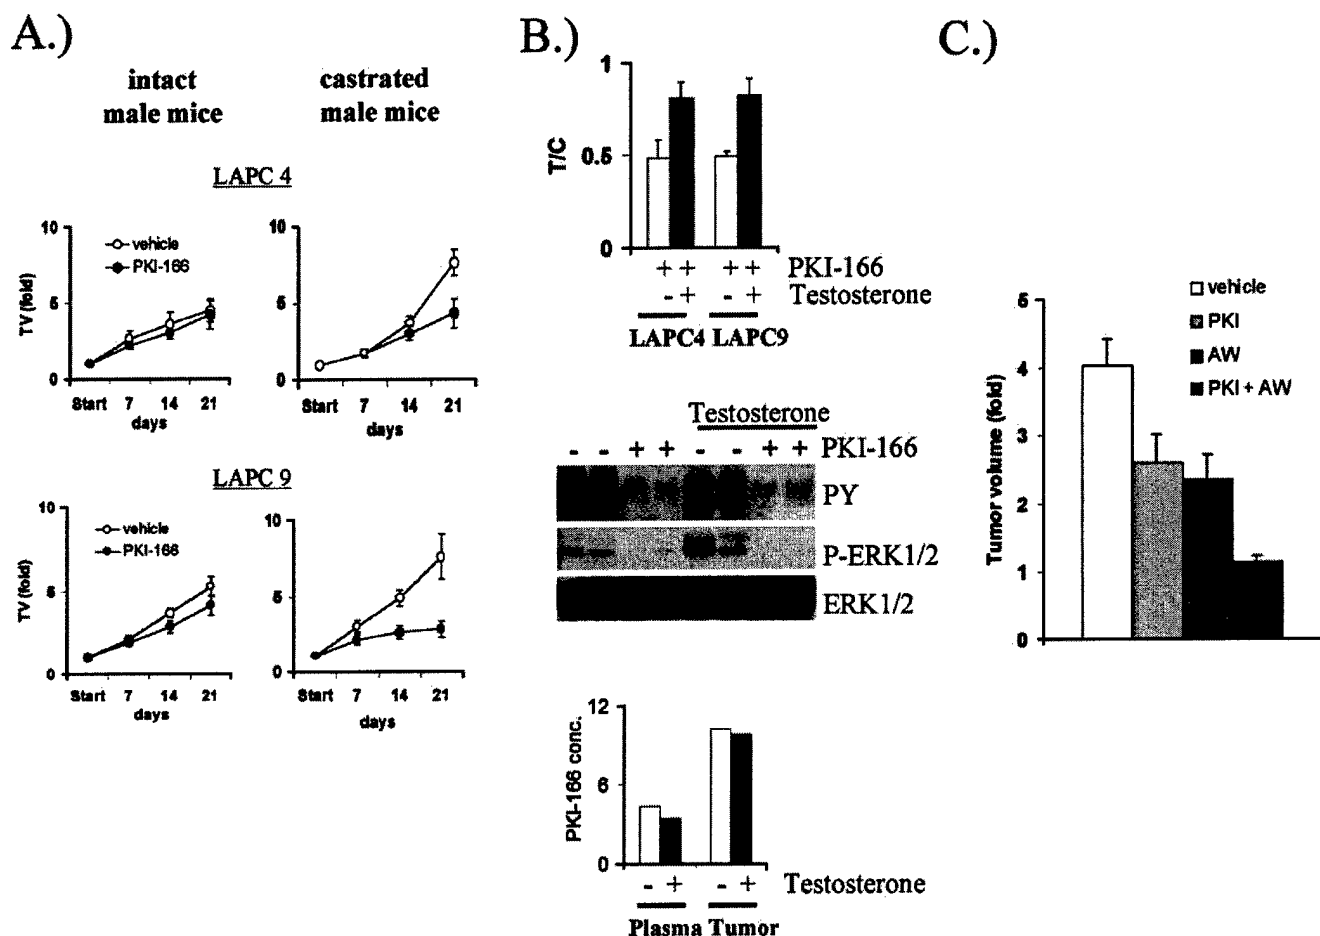 A.)
intact
male mice
castrated
male mice
LAPC 4
TV (fold)
10
5
0
vehicle
PKI-166
Start 7 14 21
days
10
5
0
Start 7 14 21
days
LAPC 9
TV (fold)
10
5
0
vehicle
PKI-166
Start 7 14 21
days
10
5
0
Start 7 14 21
days
B.)
T/C
1
0.5
0
+ + + + PKI-166
- + - + Testosterone
LAPC4 LAPC9
Testosterone
- - + + - - + + PKI-166
PY
P-ERK1/2
ERK1/2
PKI-166 conc.
12
6
0
- + - + Testosterone
Plasma Tumor
C.)
Tumor volume (fold)
5
4
3
2
1
0
vehicle
PKI
AW
PKI + AW